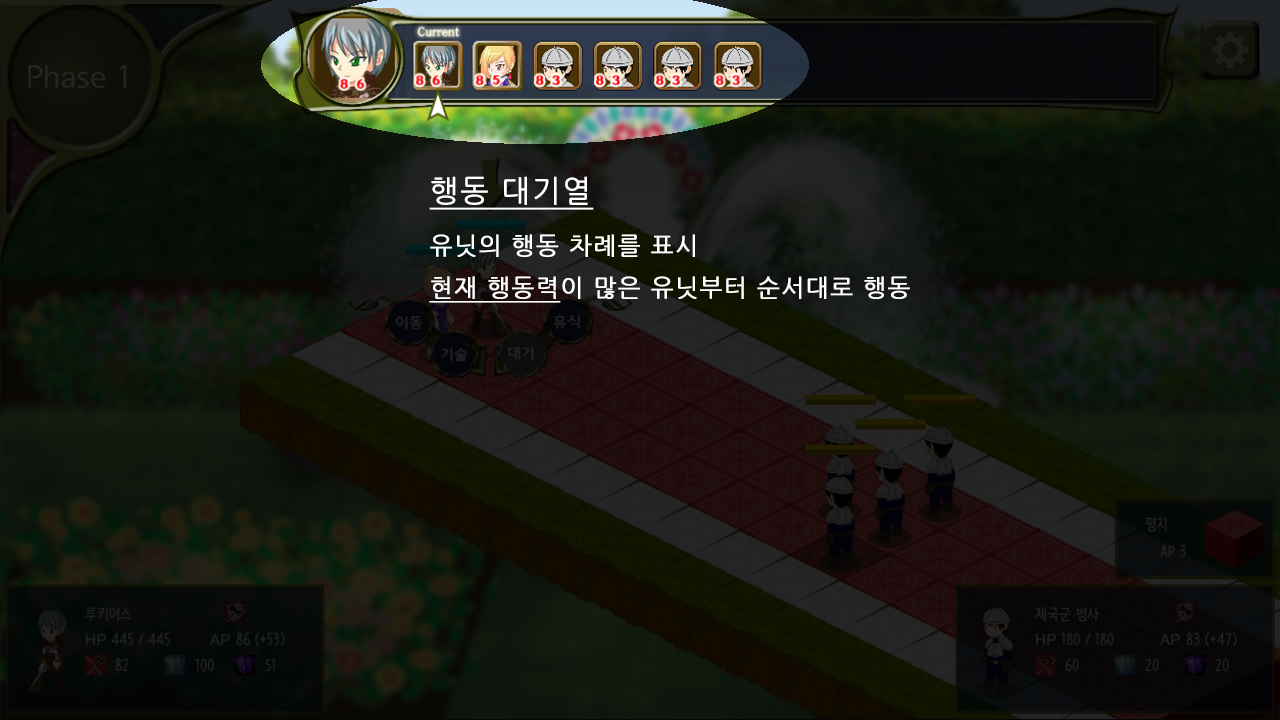 Phase 1
Current
86
86
85
83
83
83
83
행동 대기열
유닛의 행동 차례를 표시
현재 행동력이 많은 유닛부터 순서대로 행동
이동
휴식
기술
대기
평지
AP 3
루키어스
HP 445 / 445
AP 86 (+53)
82
100
51
제국군 병사
HP 180 / 180
AP 83 (+47)
60
20
20